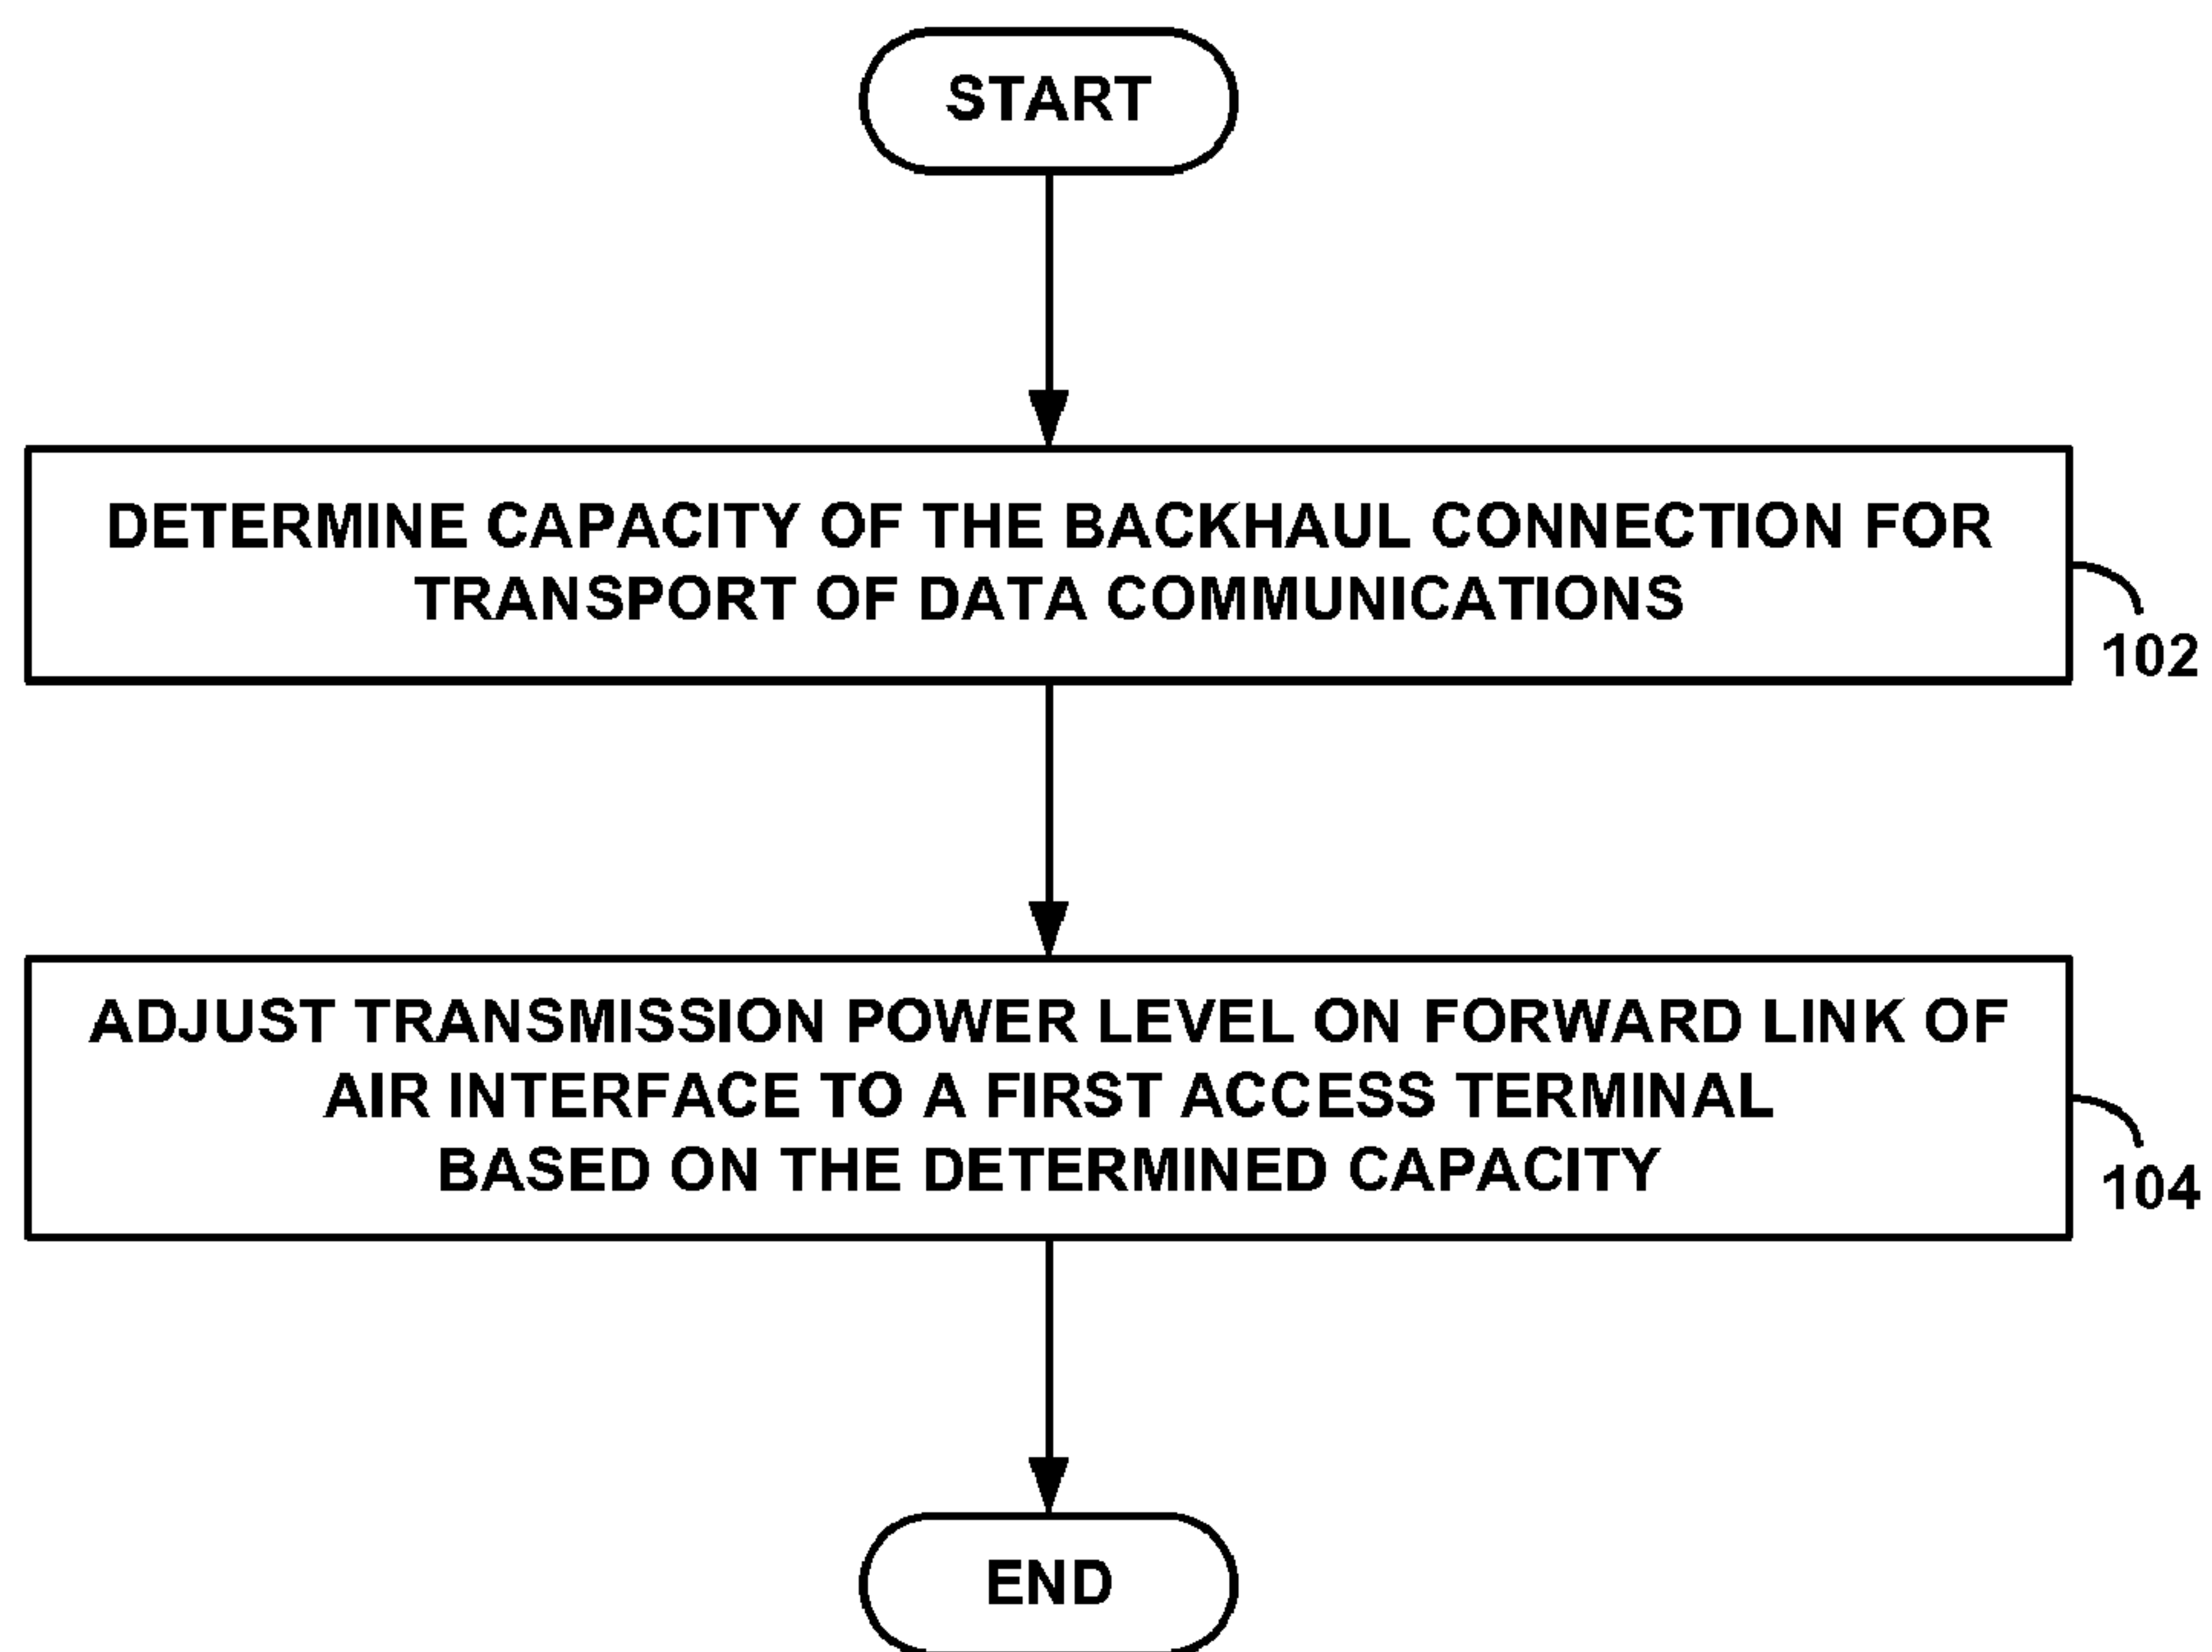 START
DETERMINE CAPACITY OF THE BACKHAUL CONNECTION FOR
TRANSPORT OF DATA COMMUNICATIONS
102
ADJUST TRANSMISSION POWER LEVEL ON FORWARD LINK OF
AIR INTERFACE TO A FIRST ACCESS TERMINAL
BASED ON THE DETERMINED CAPACITY
104
END